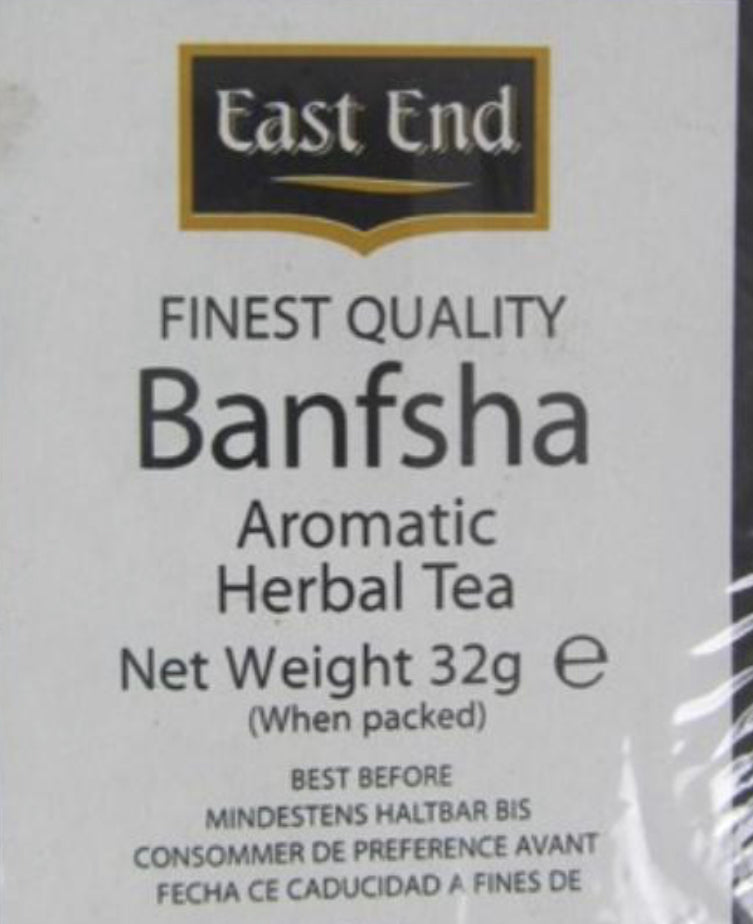 East End
FINEST QUALITY
Banfsha
Aromatic
Herbal Tea
Net Weight 32g ℮
(When packed)
BEST BEFORE
MINDESTENS HALTBAR BIS
CONSOMMER DE PREFERENCE AVANT
FECHA CE CADUCIDAD A FINES DE